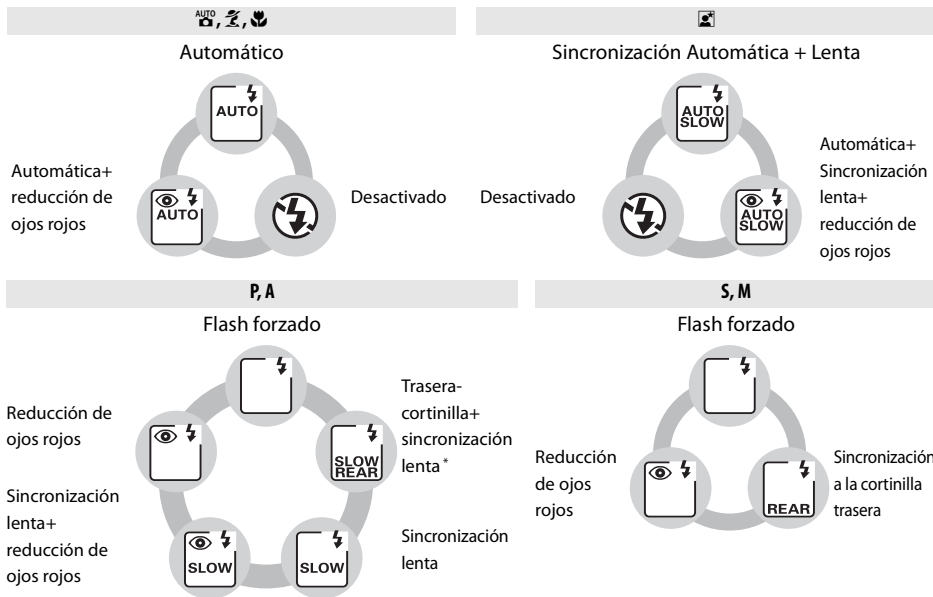 AUTO
Automático
AUTO
Automática+
reducción de
ojos rojos
AUTO
Desactivado
Sincronización Automática + Lenta
AUTO
SLOW
Desactivado
AUTO
SLOW
Automática+
Sincronización
lenta+
reducción de
ojos rojos
P, A
Flash forzado
Reducción de
ojos rojos
Trasera-
cortinilla+
sincronización
lenta*
SLOW
REAR
Sincronización
lenta+
reducción de
ojos rojos
SLOW
SLOW
Sincronización
lenta
S, M
Flash forzado
Reducción
de ojos
rojos
REAR
Sincronización
a la cortinilla
trasera